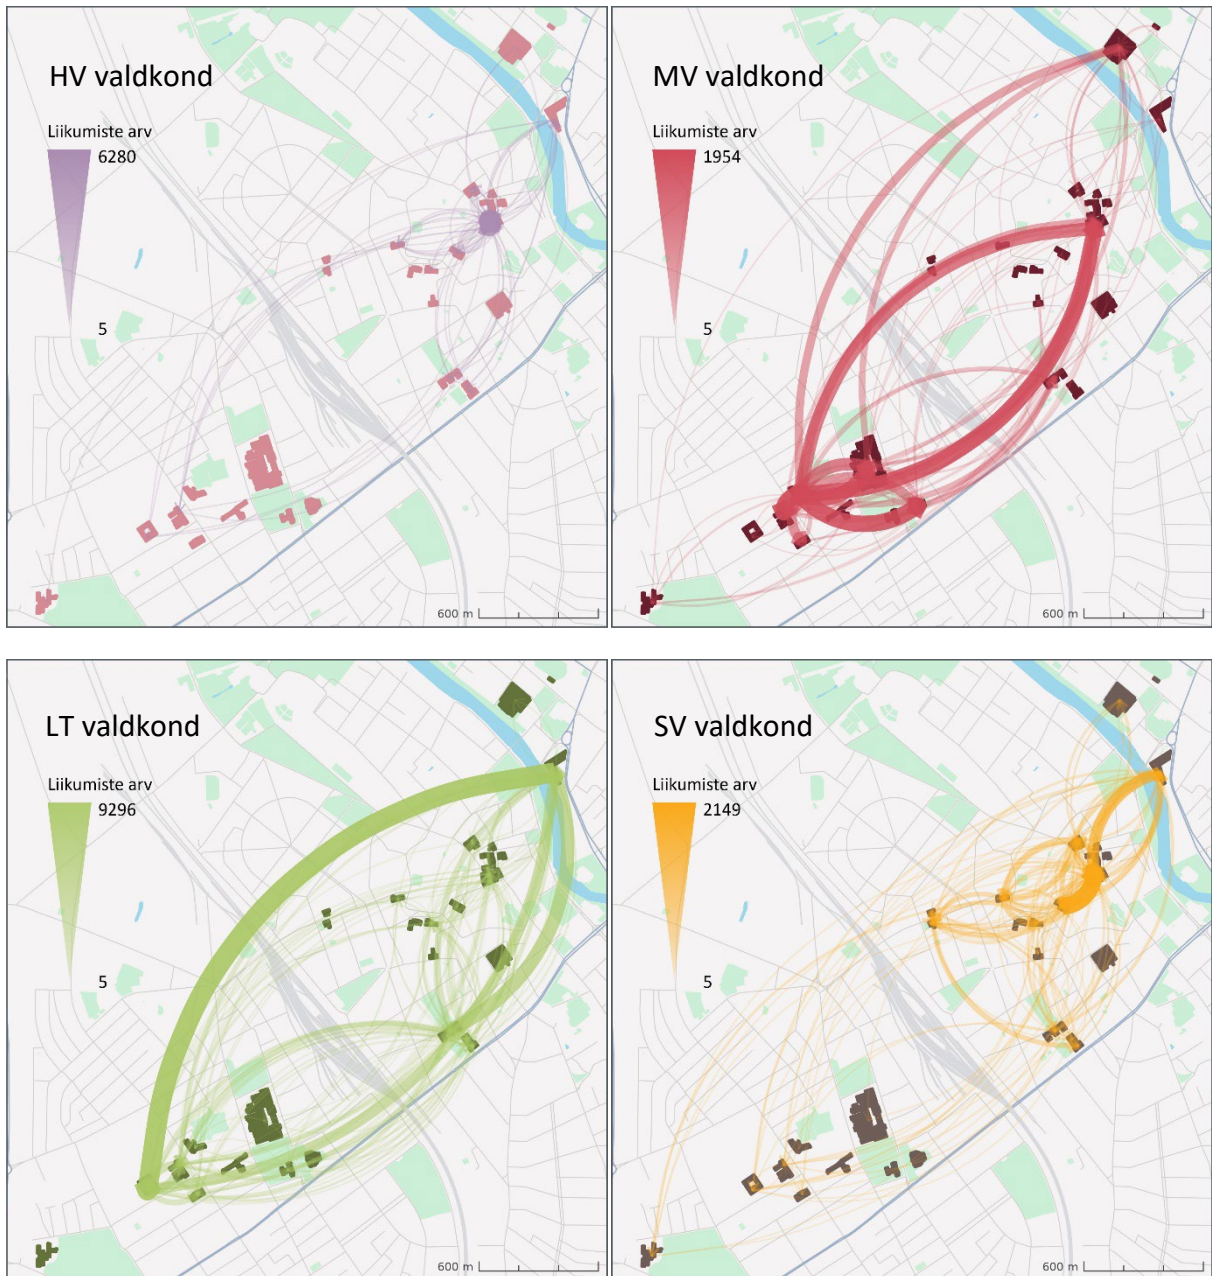 HV valdkond
Liikumiste arv
6280
5
600 m
MV valdkond
Liikumiste arv
1954
5
600 m
LT valdkond
Liikumiste arv
9296
5
600 m
SV valdkond
Liikumiste arv
2149
5
600 m